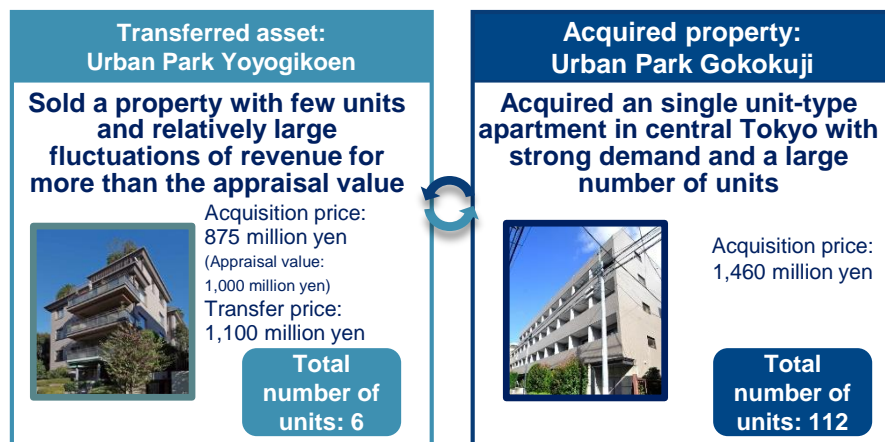 Transferred asset:
Urban Park Yoyogikoen
Sold a property with few units
and relatively large
fluctuations of revenue for
more than the appraisal value
Acquisition price:
875 million yen
(Appraisal value:
1,000 million yen)
Transfer price:
1,100 million yen
Total
number of
units: 6
Acquired property:
Urban Park Gokokuji
Acquired an single unit-type
apartment in central Tokyo with
strong demand and a large
number of units
Acquisition price:
1,460 million yen
Total
number of
units: 112